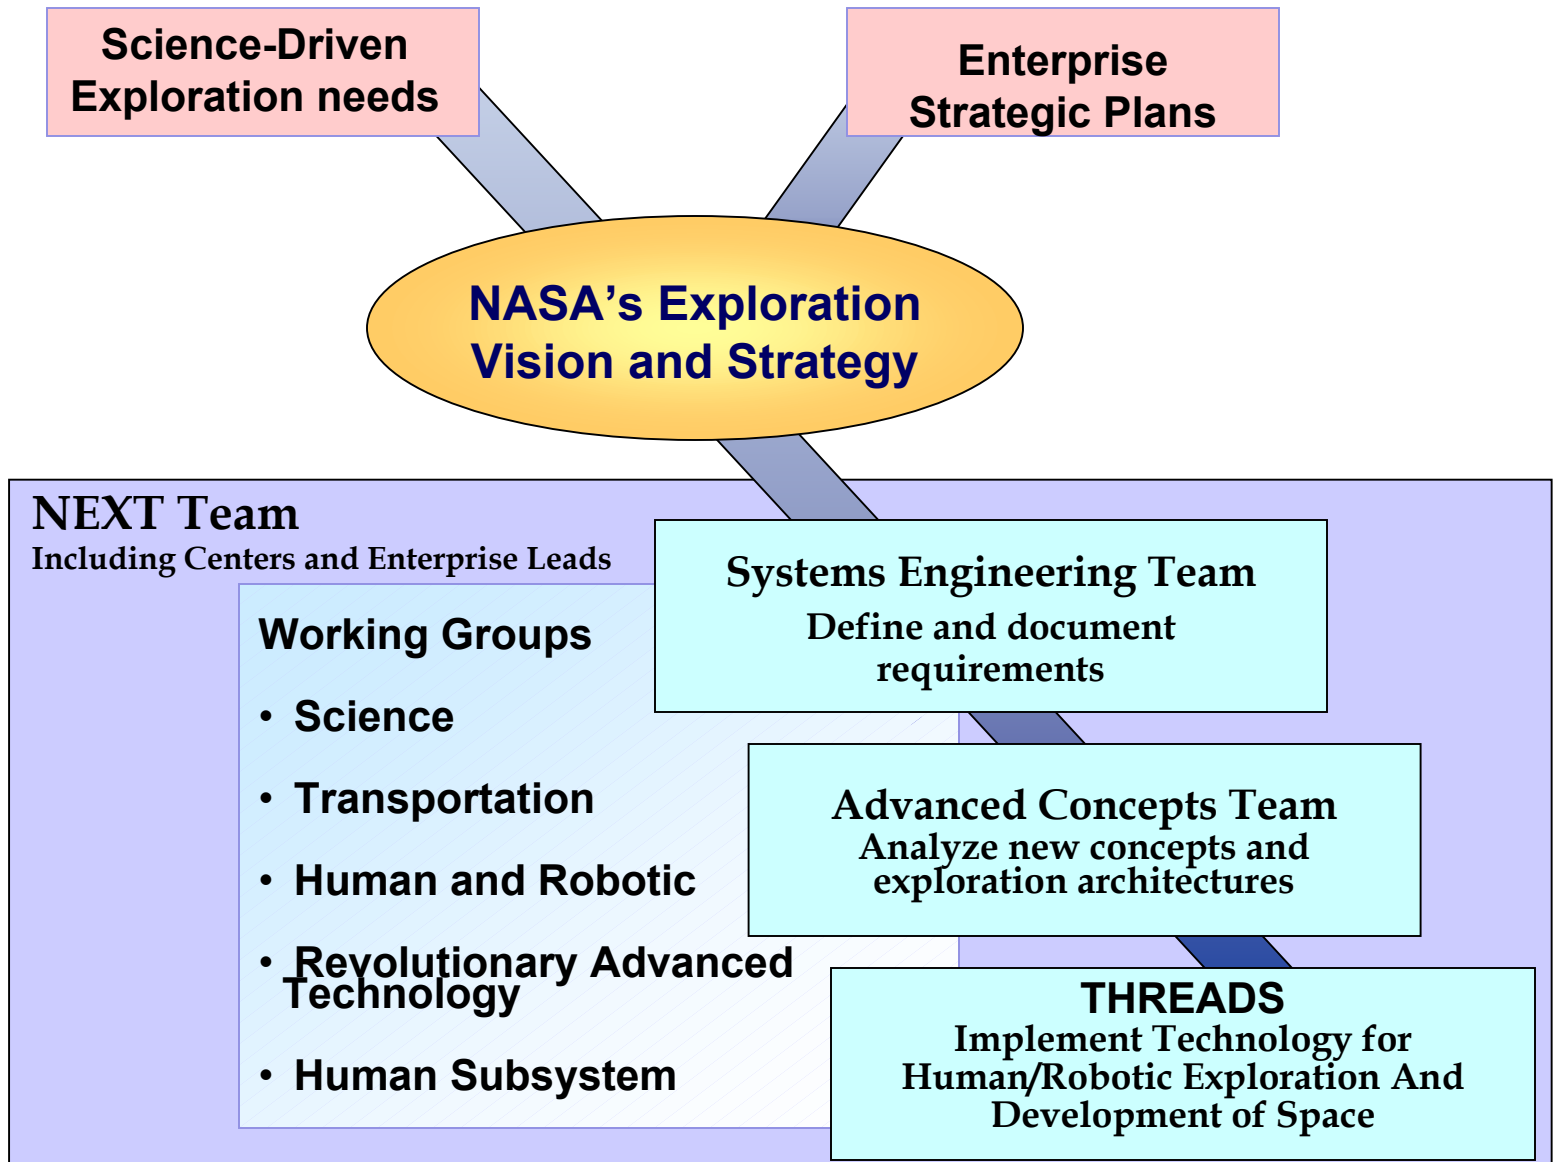 Science-Driven
Exploration needs
Enterprise
Strategic Plans
NASA’s Exploration
Vision and Strategy
NEXT Team
Including Centers and Enterprise Leads
Working Groups
• Science
• Transportation
• Human and Robotic
• Revolutionary Advanced
Technology
• Human Subsystem
Systems Engineering Team
Define and document
requirements
Advanced Concepts Team
Analyze new concepts and
exploration architectures
THREADS
Implement Technology for
Human/Robotic Exploration And
Development of Space